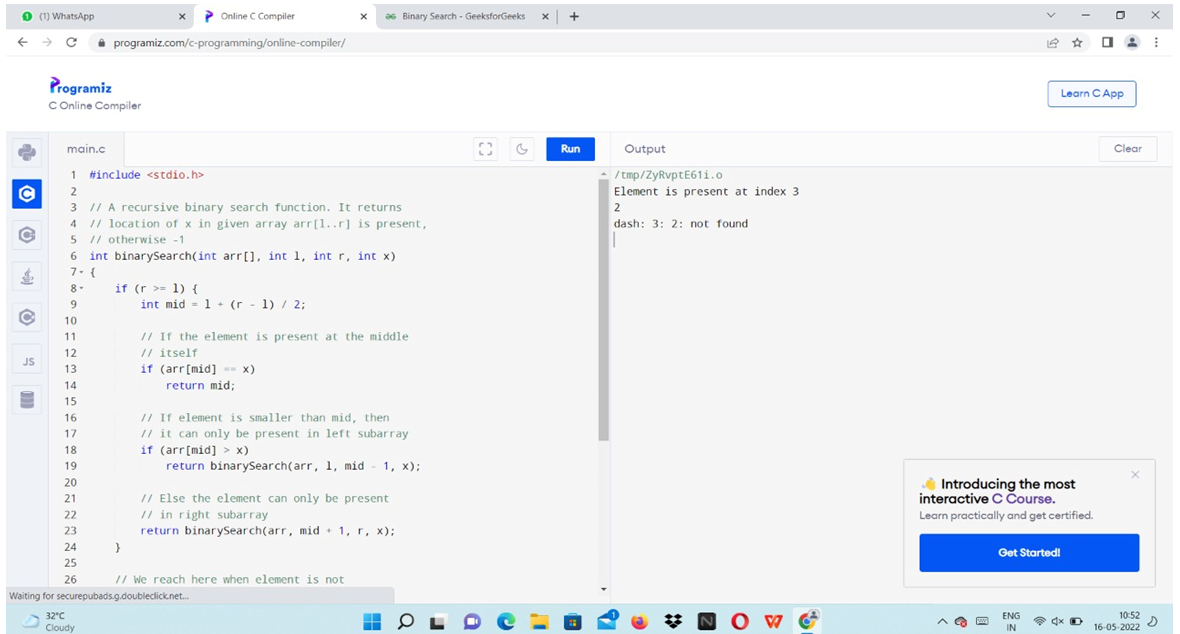 (1) WhatsApp
Online C Compiler
Binary Search - GeeksforGeeks
programiz.com/c-programming/online-compiler/
Programiz
C Online Compiler
Learn C App
main.c
Run
Output
Clear
1 #include <stdio.h>
2
3 // A recursive binary search function. It returns
4 // location of x in given array arr[l..r] is present,
5 // otherwise -1
6 int binarySearch(int arr[], int l, int r, int x)
7 {
8 if (r >= l) {
9 int mid = l + (r - l) / 2;
10
11 // If the element is present at the middle
12 // itself
13 if (arr[mid] == x)
14 return mid;
15
16 // If element is smaller than mid, then
17 // it can only be present in left subarray
18 if (arr[mid] > x)
19 return binarySearch(arr, l, mid - 1, x);
20
21 // Else the element can only be present
22 // in right subarray
23 return binarySearch(arr, mid + 1, r, x);
24 }
25
26 // We reach here when element is not
JS
/tmp/ZyRvptE61i.o
Element is present at index 3
2
dash: 3: 2: not found
Introducing the most
interactive C Course.
Learn practically and get certified.
Get Started!
Waiting for securepubads.g.doubleclick.net...
32°C
Cloudy
1
ENG
IN
10:52
16-05-2022